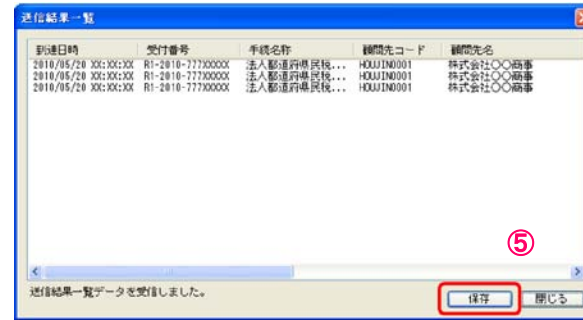 送信結果一覧
到達日時 受付番号 手続名称 顧問先コード 顧問先名
2010/05/20 XX:XX:XX R1-2010-777XXXXX 法人都道府県民税... HOUJIN0001 株式会社〇〇商事
2010/05/20 XX:XX:XX R1-2010-777XXXXX 法人都道府県民税... HOUJIN0001 株式会社〇〇商事
2010/05/20 XX:XX:XX R1-2010-777XXXXX 法人都道府県民税... HOUJIN0001 株式会社〇〇商事
⑤
送信結果一覧データを受信しました。 保存 閉じる